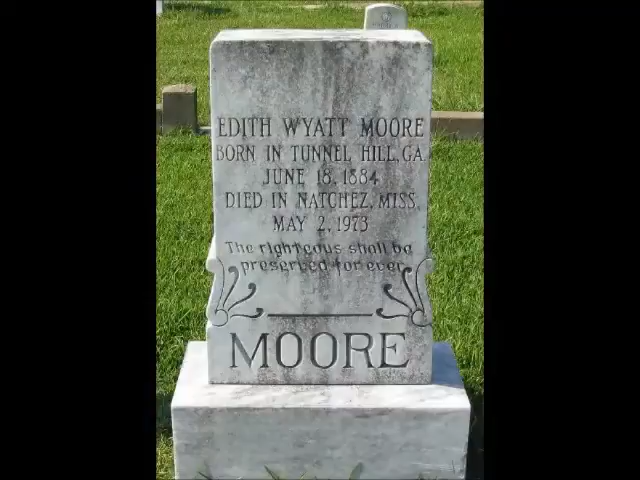 EDITH WYATT MOORE
BORN IN TUNNEL HILL, GA.
JUNE 18, 1884
DIED IN NATCHEZ, MISS.
MAY 2, 1973
The righteous shall be
preserved for ever
MOORE